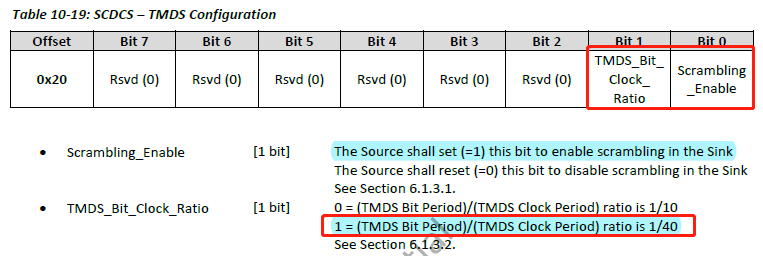 Table 10-19: SCDCS – TMDS Configuration
Offset Bit 7 Bit 6 Bit 5 Bit 4 Bit 3 Bit 2 Bit 1 Bit 0
0x20 Rsvd (0) Rsvd (0) Rsvd (0) Rsvd (0) Rsvd (0) Rsvd (0) TMDS_Bit_ Clock_ Ratio Scrambling _Enable
• Scrambling_Enable [1 bit] The Source shall set (=1) this bit to enable scrambling in the Sink
The Source shall reset (=0) this bit to disable scrambling in the Sink
See Section 6.1.3.1.
• TMDS_Bit_Clock_Ratio [1 bit] 0 = (TMDS Bit Period)/(TMDS Clock Period) ratio is 1/10
1 = (TMDS Bit Period)/(TMDS Clock Period) ratio is 1/40
See Section 6.1.3.2.